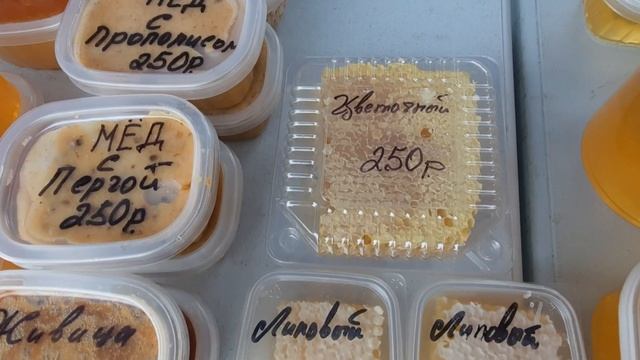 МЁД
с
Прополисом
250р.
МЁД
с
Пергой
250р.
Цветочный
250р
Живица
Липовый
Липовый